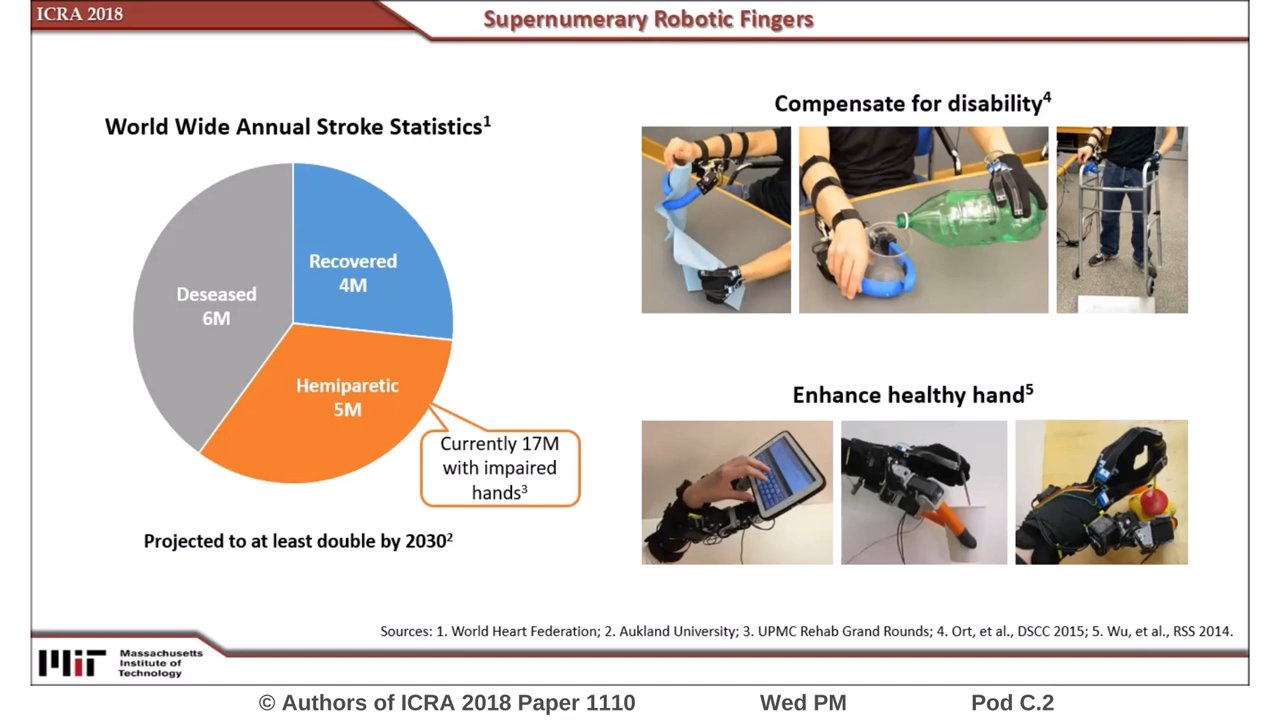 ICRA 2018
Supernumerary Robotic Fingers
World Wide Annual Stroke Statistics1
Recovered
4M
Deseased
6M
Hemiparetic
5M
Currently 17M
with impaired
hands3
Projected to at least double by 20302
Compensate for disability4
Enhance healthy hand5
Sources: 1. World Heart Federation; 2. Aukland University; 3. UPMC Rehab Grand Rounds; 4. Ort, et al., DSCC 2015; 5. Wu, et al., RSS 2014.
MIT
Massachusetts
Institute of
Technology
© Authors of ICRA 2018 Paper 1110 Wed PM Pod C.2